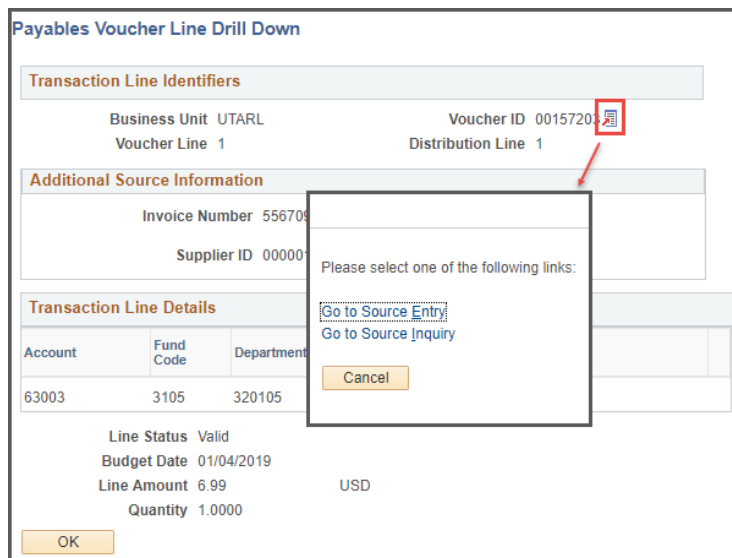 Payables Voucher Line Drill Down
Transaction Line Identifiers
Business Unit UTARL Voucher ID 00157203
Voucher Line 1 Distribution Line 1
Additional Source Information
Invoice Number
Supplier ID
Please select one of the following links:
Go to Source Entry
Go to Source Inquiry
Cancel
Transaction Line Details
Account Fund Code Department
63003 3105 320105
Line Status Valid
Budget Date 01/04/2019
Line Amount 6.99 USD
Quantity 1.0000
OK